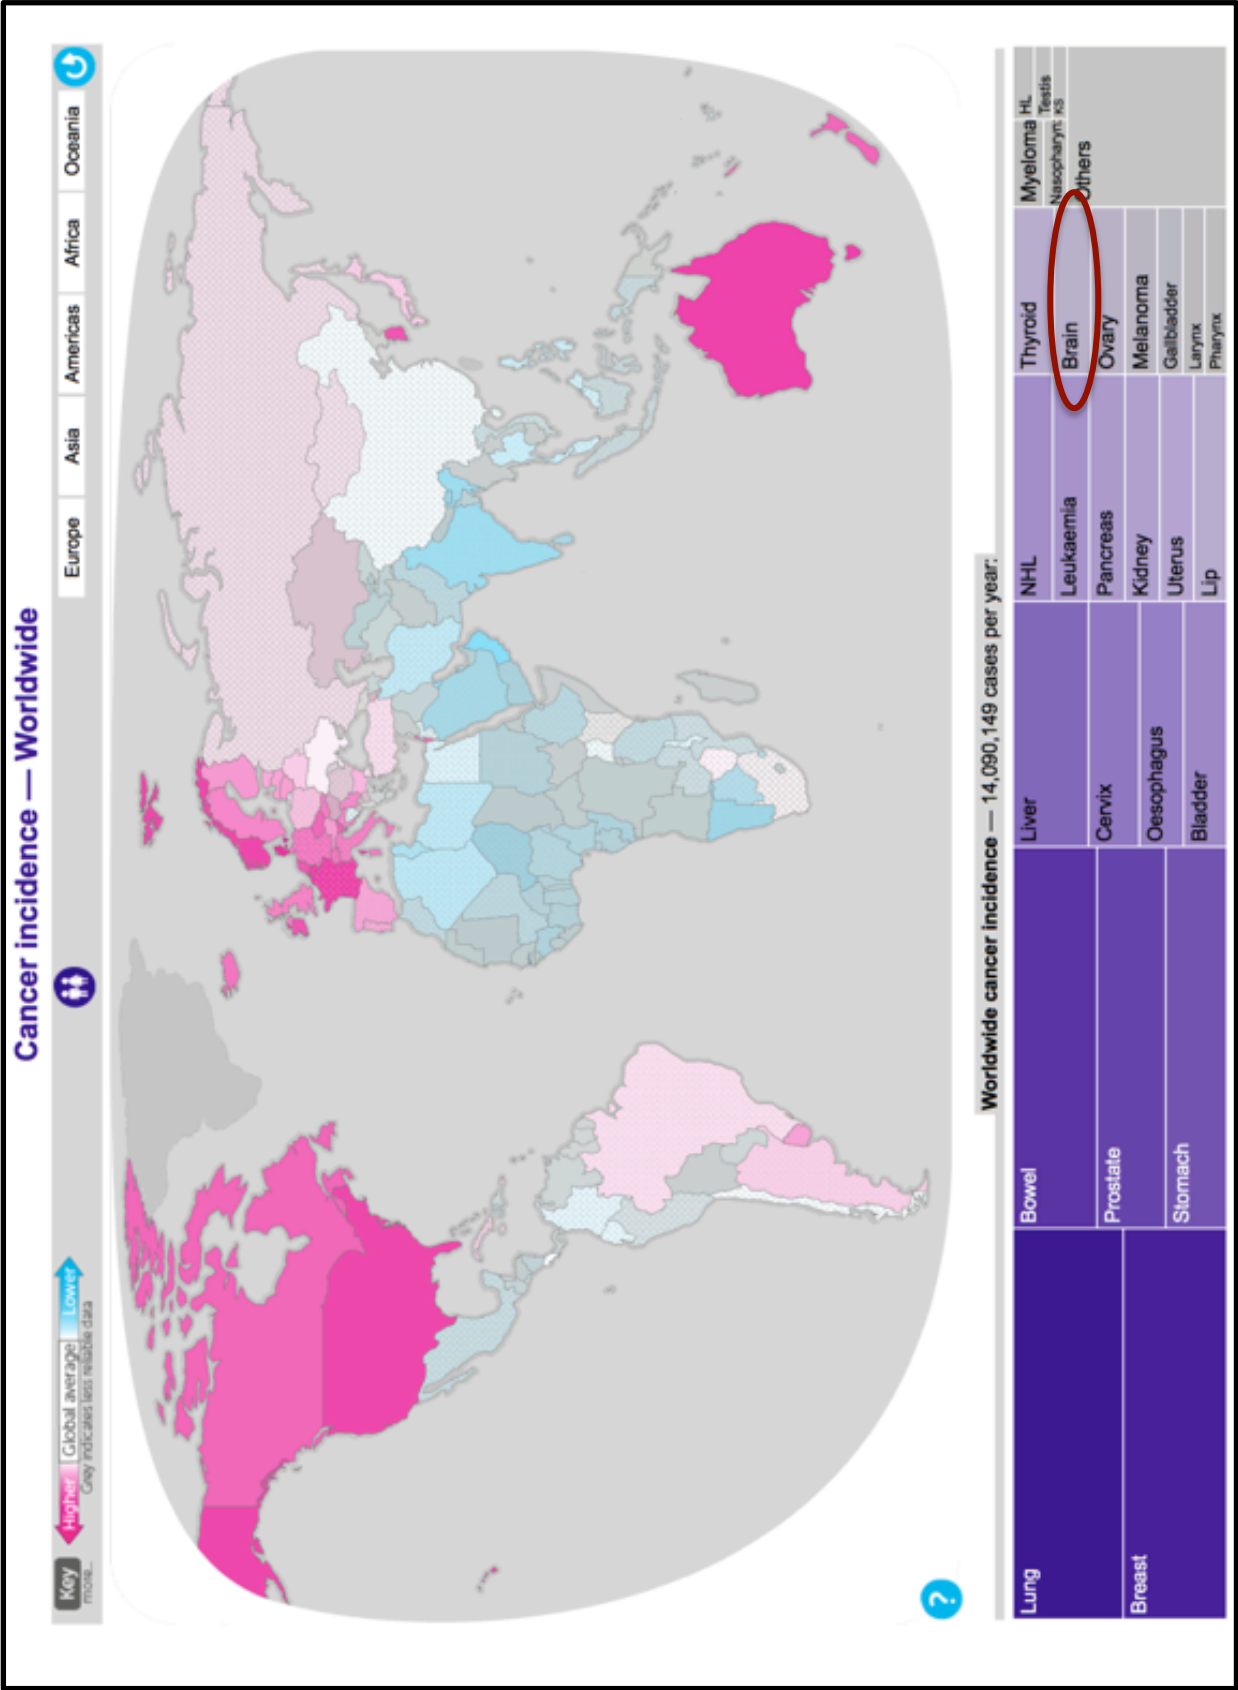 Cancer incidence — Worldwide
Key
more...
Higher
Global average
Lower
Grey indicates less reliable data
Europe
Asia
Americas
Africa
Oceania
?
Worldwide cancer incidence — 14,090,149 cases per year:
Lung
Breast
Bowel
Prostate
Stomach
Liver
Cervix
Oesophagus
Bladder
NHL
Leukaemia
Pancreas
Kidney
Uterus
Lip
Thyroid
Brain
Ovary
Melanoma
Gallbladder
Larynx
Pharynx
Myeloma
HL
Nasopharynx
Testis
KS
Others